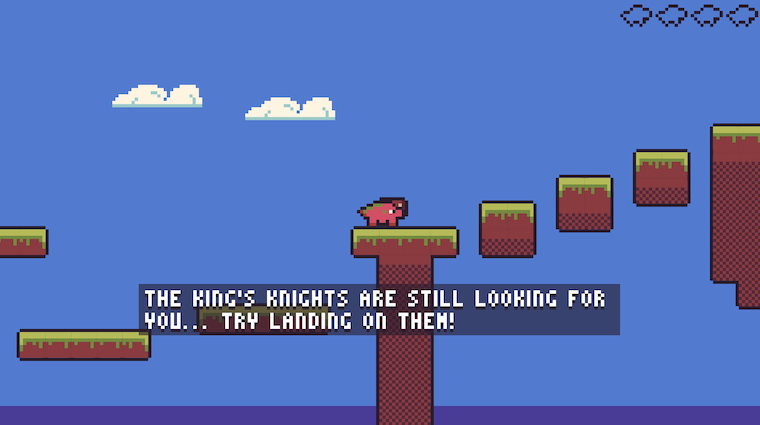 THE KING'S KNIGHTS ARE STILL LOOKING FOR
YOU... TRY LANDING ON THEM!